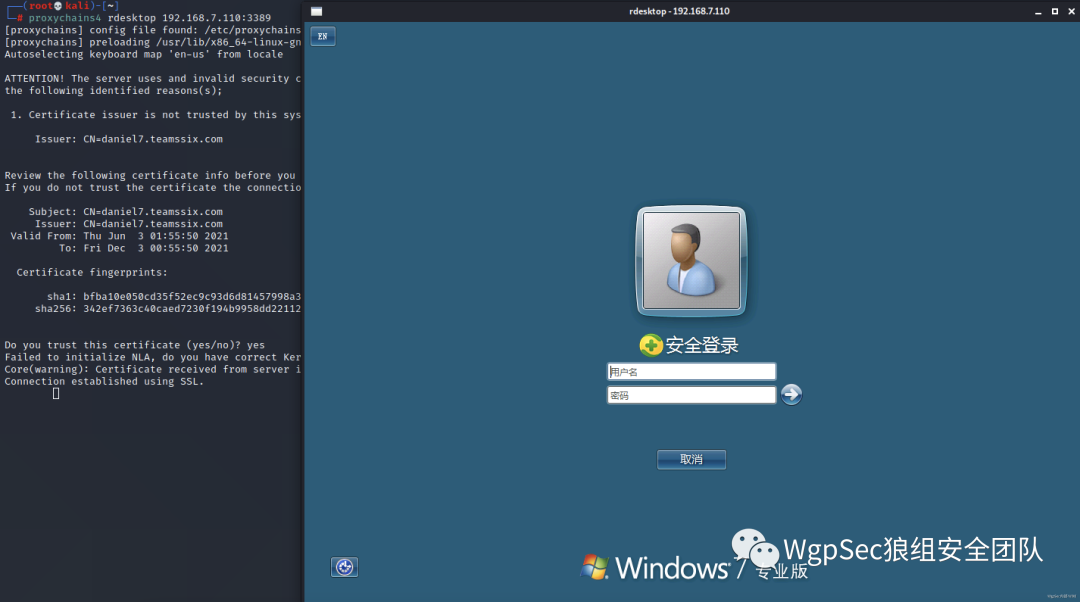 ┌──(root💀kali)-[~]
└─# proxychains4 rdesktop 192.168.7.110:3389
[proxychains] config file found: /etc/proxychains
[proxychains] preloading /usr/lib/x86_64-linux-gn
Autoselecting keyboard map 'en-us' from locale
ATTENTION! The server uses and invalid security c
the following identified reasons(s);
1. Certificate issuer is not trusted by this sys
Issuer: CN=daniel7.teamssix.com
Review the following certificate info before you
If you do not trust the certificate the connectio
Subject: CN=daniel7.teamssix.com
Issuer: CN=daniel7.teamssix.com
Valid From: Thu Jun  3 01:55:50 2021
To: Fri Dec  3 00:55:50 2021
Certificate fingerprints:
sha1: bfba10e050cd35f52ec9c93d6d81457998a3
sha256: 342ef7363c40caed7230f194b9958dd22112
Do you trust this certificate (yes/no)? yes
Failed to initialize NLA, do you have correct Ker
Core(warning): Certificate received from server i
Connection established using SSL.
rdesktop - 192.168.7.110
EN
安全登录
用户名
密码
取消
Windows 7 专业版
WgpSec狼组安全团队